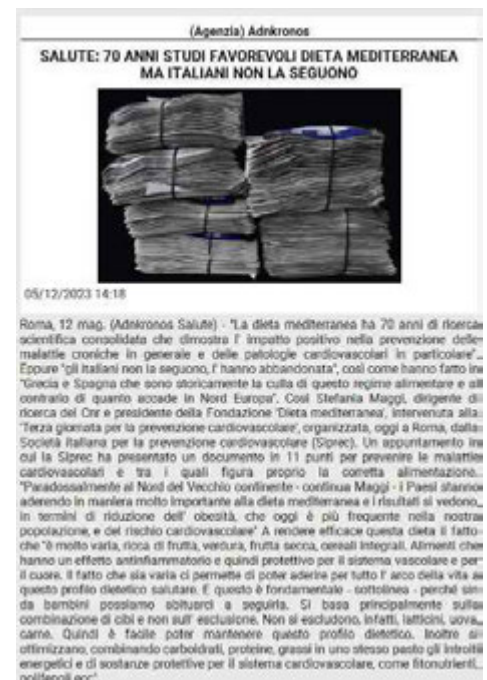 (Agenzia) Adnkronos
SALUTE: 70 ANNI STUDI FAVOREVOLI DIETA MEDITERRANEA
MA ITALIANI NON LA SEGUONO
05/12/2023 14:18
Roma, 12 mag. (Adnkronos Salute) - "La dieta mediterranea ha 70 anni di ricerca
scientifica consolidata che dimostra l' impatto positivo nella prevenzione delle
malattie croniche in generale e delle patologie cardiovascolari in particolare".
Eppure "gli italiani non la seguono, l' hanno abbandonata", così come hanno fatto in
"Grecia e Spagna che sono storicamente la culla di questo regime alimentare e al
contrario di quanto accade in Nord Europa". Così Stefania Maggi, dirigente di
ricerca del Cnr e presidente della Fondazione 'Dieta mediterranea', intervenuta alla
'Terza giornata per la prevenzione cardiovascolare', organizzata, oggi a Roma, dalla
Società italiana per la prevenzione cardiovascolare (Siprec). Un appuntamento in
cui la Siprec ha presentato un documento in 11 punti per prevenire le malattie
cardiovascolari e tra i quali figura proprio la corretta alimentazione.
"Paradossalmente al Nord del Vecchio continente - continua Maggi - i Paesi stanno
aderendo in maniera molto importante alla dieta mediterranea e i risultati si vedono,
in termini di riduzione dell' obesità, che oggi è più frequente nella nostra
popolazione, e del rischio cardiovascolare" A rendere efficace questa dieta il fatto
che "è molto varia, ricca di frutta, verdura, frutta secca, cereali integrali. Alimenti che
hanno un effetto antinfiammatorio e quindi protettivo per il sistema vascolare e per
il cuore. Il fatto che sia varia ci permette di poter aderire per tutto l' arco della vita a
questo profilo dietetico salutare. E questo è fondamentale - sottolinea - perché sin
da bambini possiamo abituarci a seguirla. Si basa principalmente sulla
combinazione di cibi e non sull' esclusione. Non si escludono, infatti, latticini, uova,
carne. Quindi è facile poter mantenere questo profilo dietetico. Inoltre si
ottimizzano, combinando carboidrati, proteine, grassi in uno stesso pasto gli introiti
energetici e di sostanze protettive per il sistema cardiovascolare, come fitonutrienti,
polifenoli ecc"